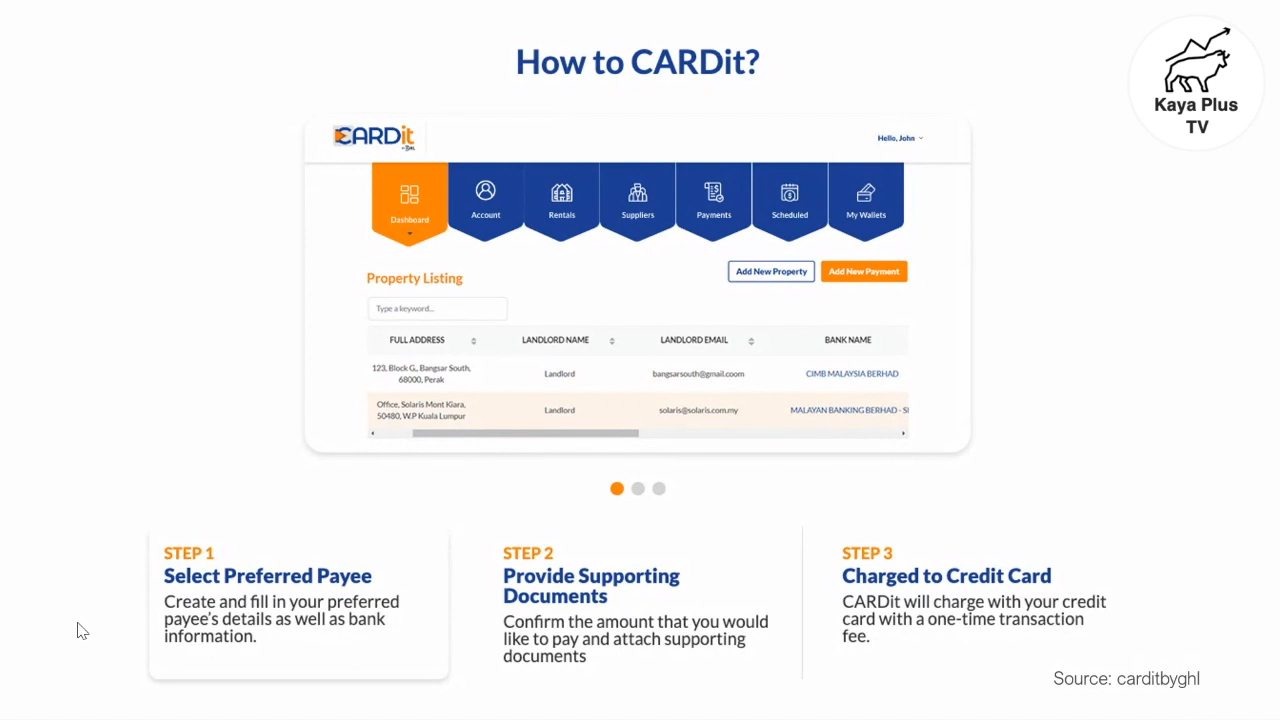 How to CARDit?
Kaya Plus
TV
CARDit
Hello, John
Dashboard
Account
Rentals
Suppliers
Payments
Scheduled
My Wallets
Property Listing
Add New Property
Add New Payment
Type a keyword...
FULL ADDRESS
LANDLORD NAME
LANDLORD EMAIL
BANK NAME
123, Block G,, Bangsar South,
68000, Perak
Landlord
bangsarsouth@gmail.coom
CIMB MALAYSIA BERHAD
Office, Solaris Mont Kiara,
50480, W.P Kuala Lumpur
Landlord
solaris@solaris.com.my
MALAYAN BANKING BERHAD - S
STEP 1
Select Preferred Payee
Create and fill in your preferred
payee's details as well as bank
information.
STEP 2
Provide Supporting
Documents
Confirm the amount that you would
like to pay and attach supporting
documents
STEP 3
Charged to Credit Card
CARDit will charge with your credit
card with a one-time transaction
fee.
Source: carditbyghl